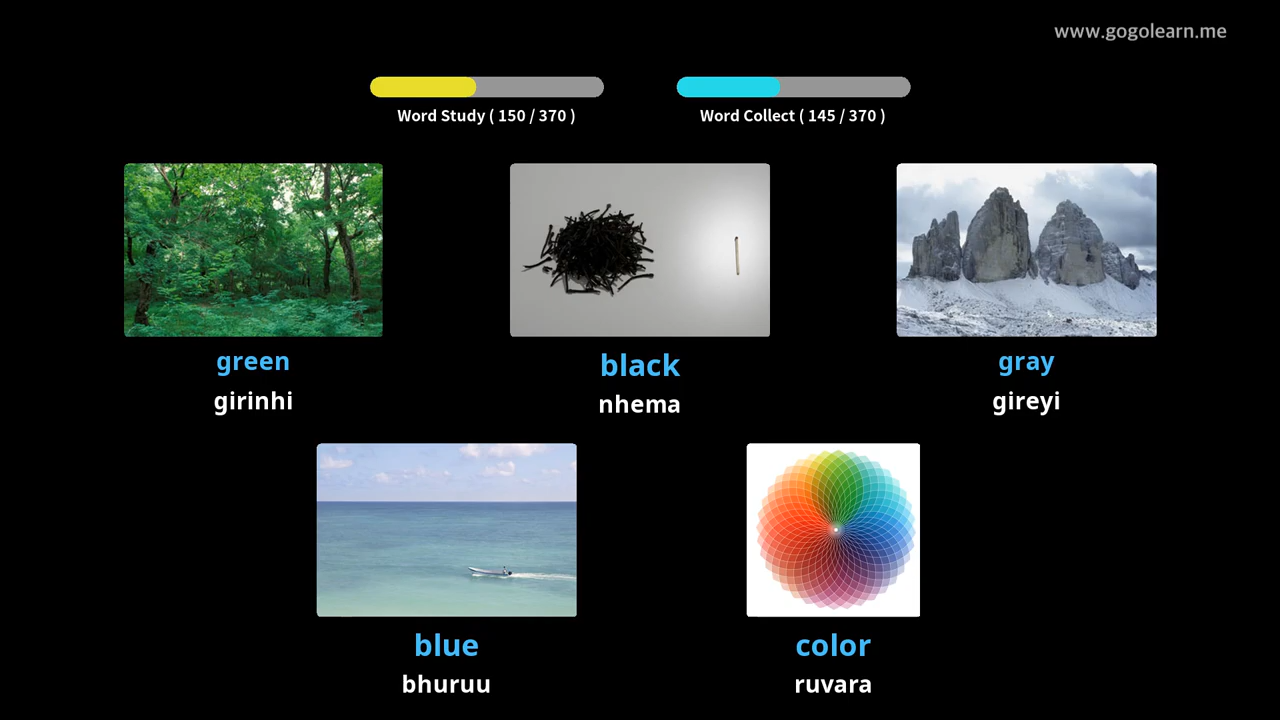 www.gogolearn.me
Word Study ( 150 / 370 )
Word Collect ( 145 / 370 )
green
girinhi
black
nhema
gray
gireyi
blue
bhuruu
color
ruvara